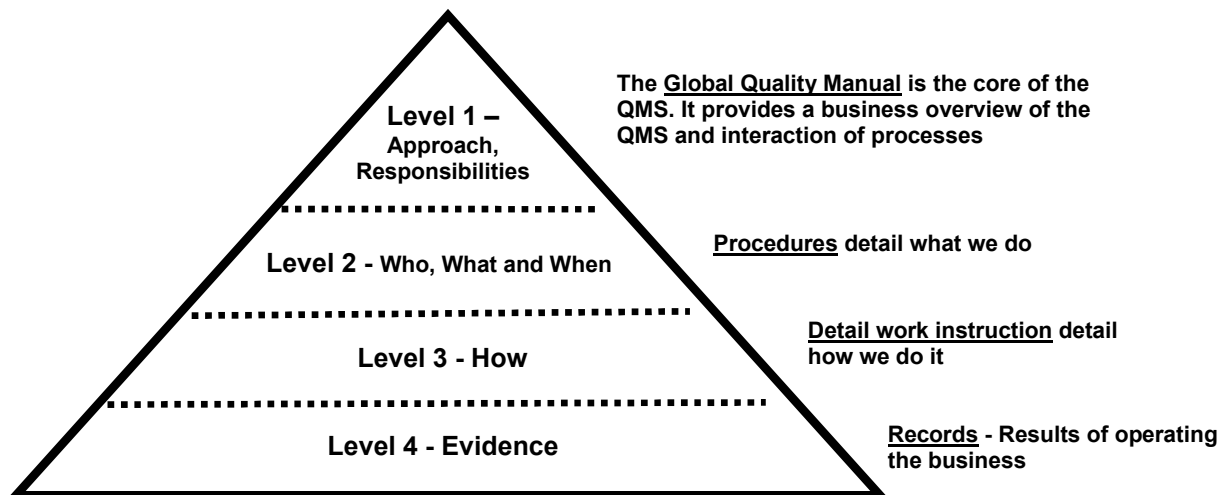 Level 1 –
Approach,
Responsibilities
The Global Quality Manual is the core of the
QMS. It provides a business overview of the
QMS and interaction of processes
Level 2 - Who, What and When
Procedures detail what we do
Level 3 - How
Detail work instruction detail
how we do it
Level 4 - Evidence
Records - Results of operating
the business